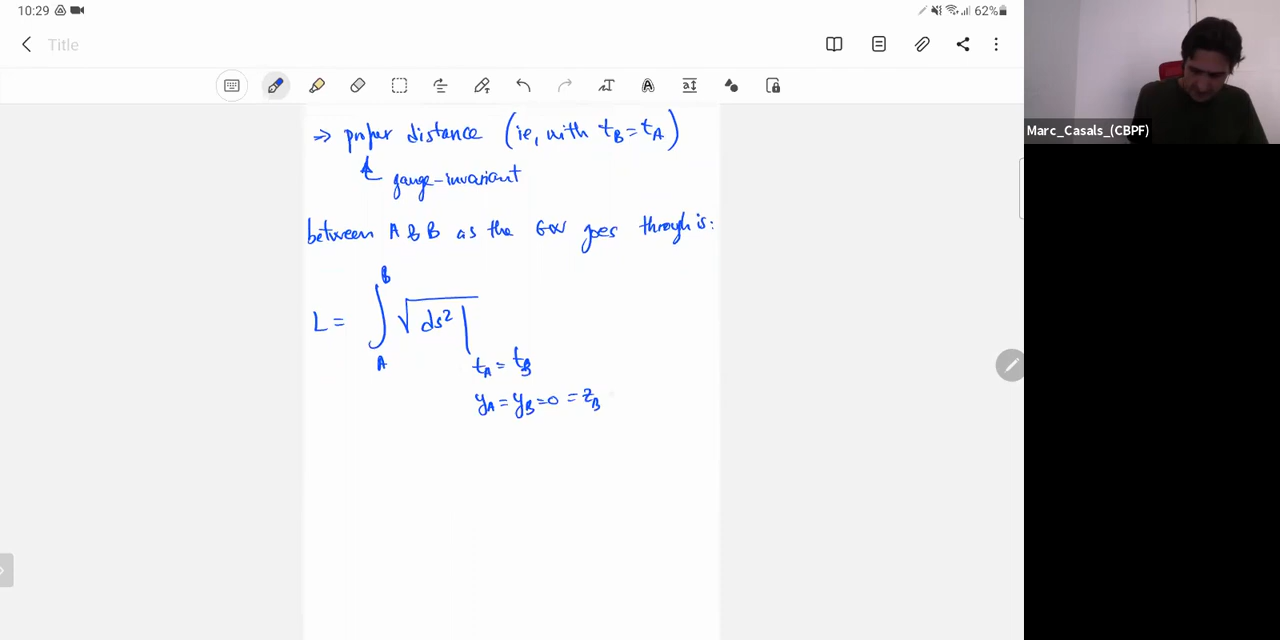 10:29 62%
Title
Marc_Casals_(CBPF)
→ proper distance (ie, with t_B = t_A)
gauge-invariant
between A & B as the GW goes through is:
L = ∫_A^B √ds² |
t_A = t_B
y_A = y_B = 0 = z_B